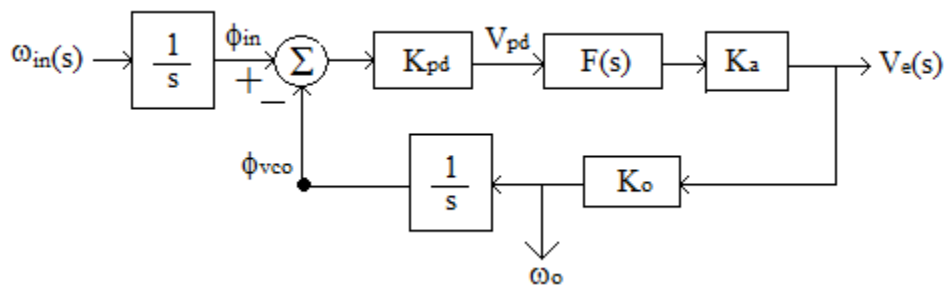 ωin(s)
1
s
ϕin
+
−
Σ
Kpd
Vpd
F(s)
Ka
Ve(s)
ϕvco
1
s
Ko
ωo